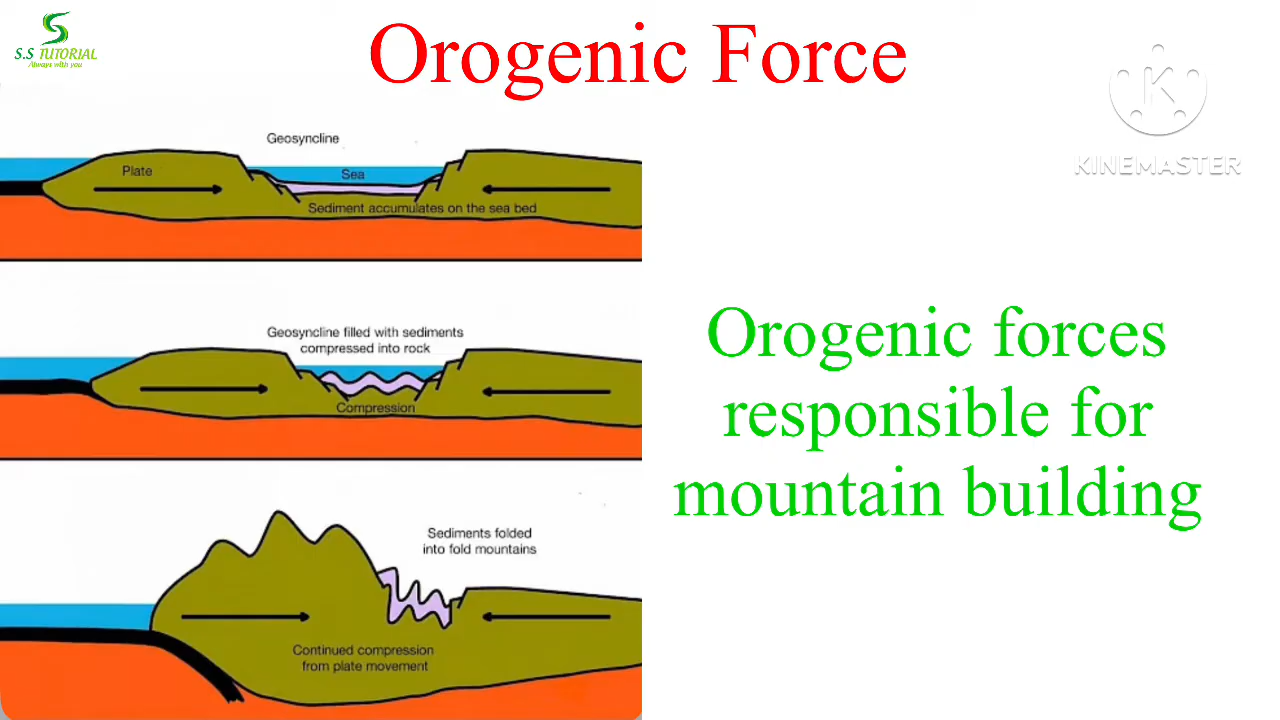 S.S TUTORIAL
Always with you
Orogenic Force
KINEMASTER
Geosyncline
Plate
Sea
Sediment accumulates on the sea bed
Geosyncline filled with sediments
compressed into rock
Compression
Sediments folded
into fold mountains
Continued compression
from plate movement
Orogenic forces
responsible for
mountain building